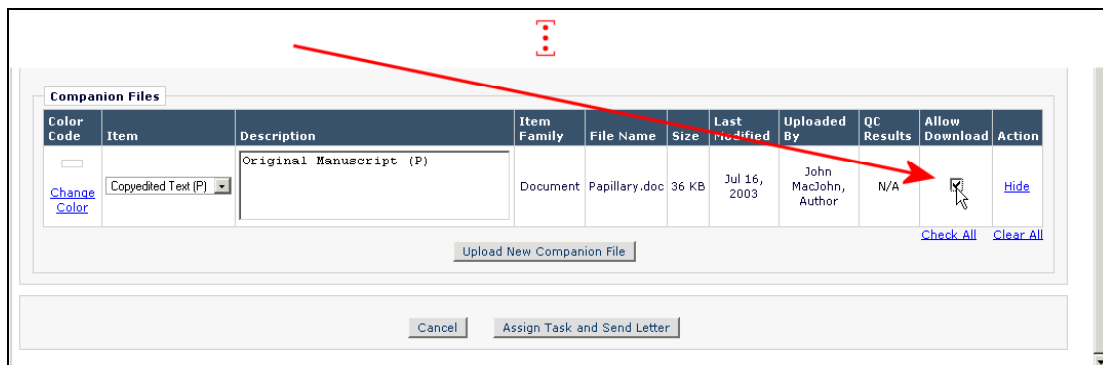 Companion Files
Color Code Item Description Item Family File Name Size Last Modified Uploaded By QC Results Allow Download Action
Change Color Copyedited Text (P) Original Manuscript (P) Document Papillary.doc 36 KB Jul 16, 2003 John MacJohn, Author N/A Hide
Check All Clear All
Upload New Companion File
Cancel Assign Task and Send Letter